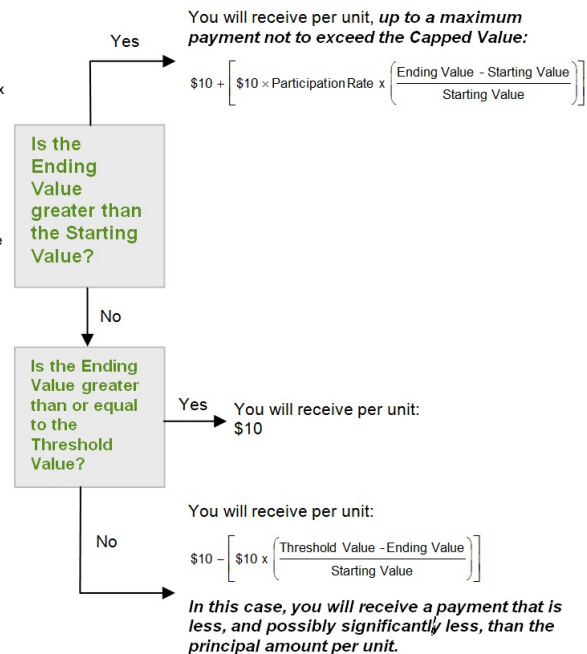 You will receive per unit, up to a maximum
payment not to exceed the Capped Value:
Yes
$10 + [ $10 × Participation Rate x ( Ending Value - Starting Value / Starting Value ) ]
x
Is the
Ending
Value
greater than
the Starting
Value?
e
No
Is the Ending
Value greater
than or equal
to the
Threshold
Value?
Yes
You will receive per unit:
$10
You will receive per unit:
No
$10 – [ $10 x ( Threshold Value - Ending Value / Starting Value ) ]
In this case, you will receive a payment that is
less, and possibly significantly less, than the
principal amount per unit.